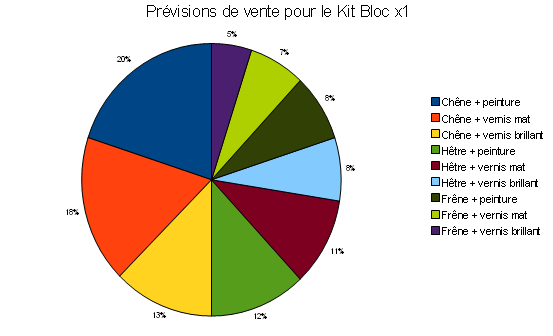 Prévisions de vente pour le Kit Bloc x1
5%
7%
8%
8%
11%
12%
13%
18%
20%
Chêne + peinture
Chêne + vernis mat
Chêne + vernis brillant
Hêtre + peinture
Hêtre + vernis mat
Hêtre + vernis brillant
Frêne + peinture
Frêne + vernis mat
Frêne + vernis brillant